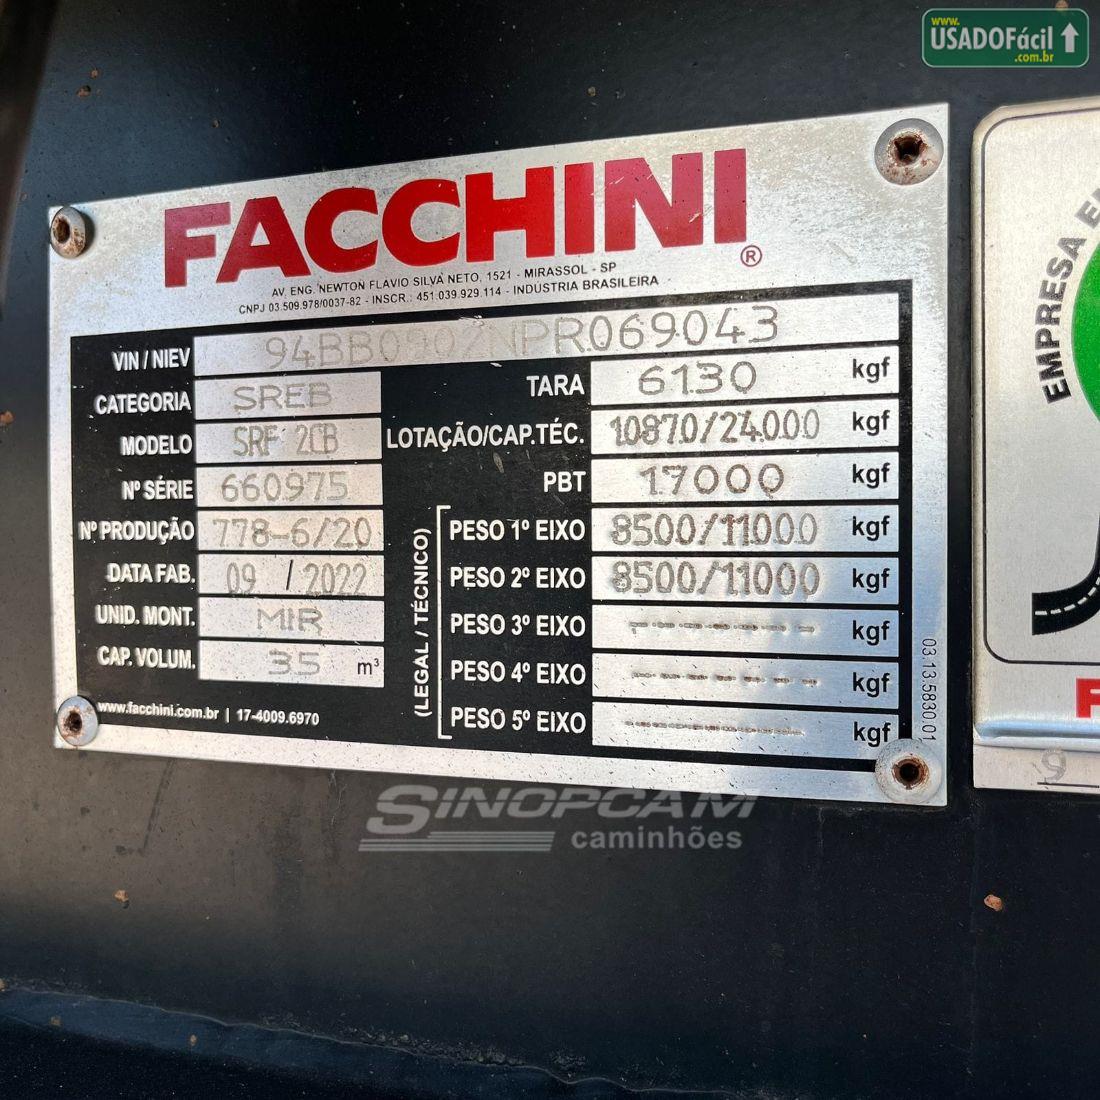 www.
USADOFácil
.com.br
FACCHINI®
AV. ENG. NEWTON FLAVIO SILVA NETO, 1521 - MIRASSOL - SP
CNPJ 03.509.978/0037-82 - INSCR.: 451.039.929.114 - INDÚSTRIA BRASILEIRA
VIN / NIEV 94BB0902NPR069043
CATEGORIA SREB
MODELO SRF 2CB
Nº SÉRIE 660975
Nº PRODUÇÃO 778-6/20
DATA FAB. 09 / 2022
UNID. MONT. MIR
CAP. VOLUM. 35 m³
www.facchini.com.br | 17-4009.6970
TARA 6130 kgf
LOTAÇÃO/CAP.TÉC. 10870/24000 kgf
PBT 17000 kgf
(LEGAL / TÉCNICO)
PESO 1º EIXO 8500/11000 kgf
PESO 2º EIXO 8500/11000 kgf
PESO 3º EIXO -------- kgf
PESO 4º EIXO -------- kgf
PESO 5º EIXO -------- kgf
03.13.5830.01
EMPRESA
SINOPCAM
caminhões